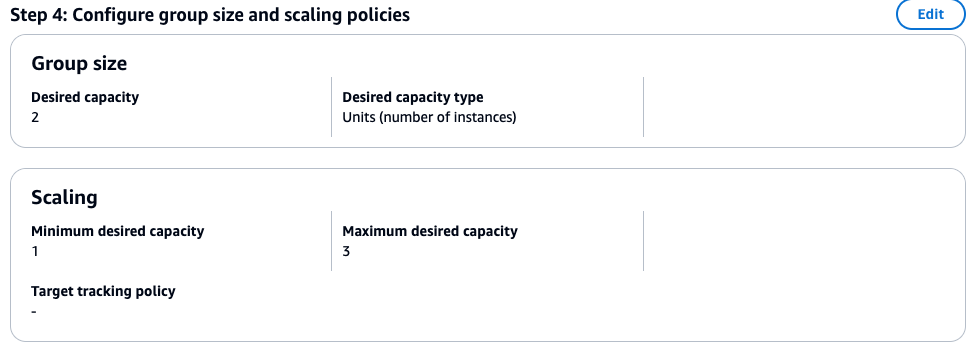 Step 4: Configure group size and scaling policies
Edit
Group size
Desired capacity
2
Desired capacity type
Units (number of instances)
Scaling
Minimum desired capacity
1
Maximum desired capacity
3
Target tracking policy
-